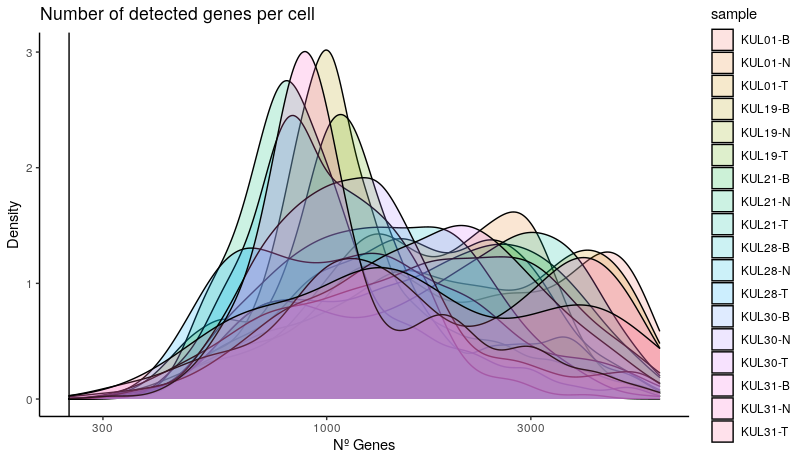 Number of detected genes per cell
3
2
1
0
Density
300
1000
3000
Nº Genes
sample
KUL01-B
KUL01-N
KUL01-T
KUL19-B
KUL19-N
KUL19-T
KUL21-B
KUL21-N
KUL21-T
KUL28-B
KUL28-N
KUL28-T
KUL30-B
KUL30-N
KUL30-T
KUL31-B
KUL31-N
KUL31-T